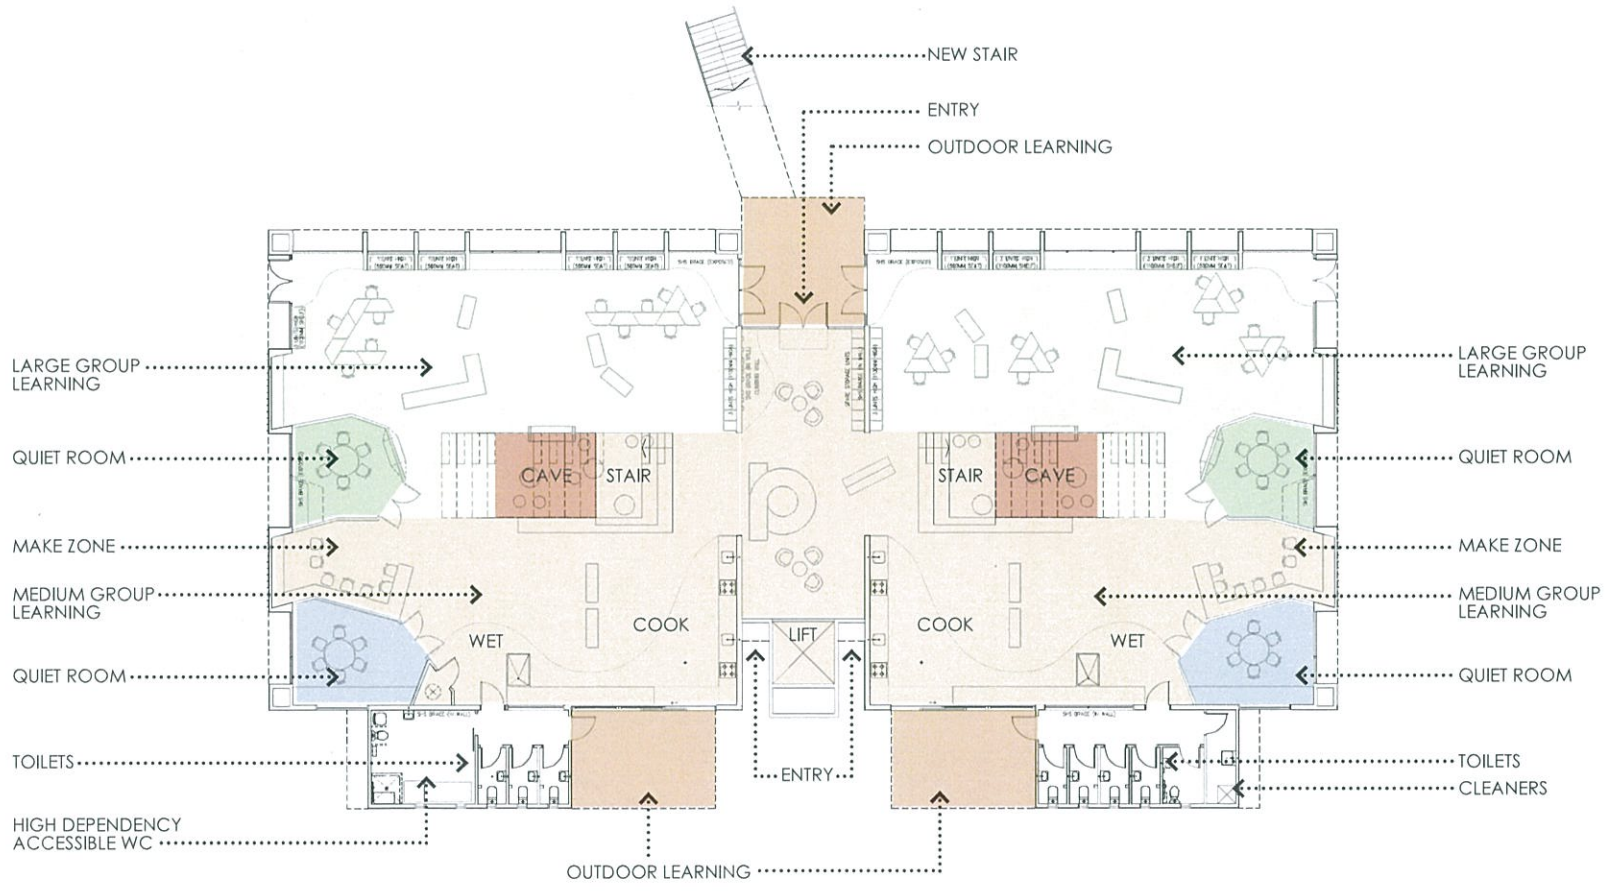 NEW STAIR
ENTRY
OUTDOOR LEARNING
LARGE GROUP
LEARNING
LARGE GROUP
LEARNING
QUIET ROOM
CAVE
STAIR
STAIR
CAVE
QUIET ROOM
MAKE ZONE
MAKE ZONE
MEDIUM GROUP
LEARNING
MEDIUM GROUP
LEARNING
WET
COOK
LIFT
COOK
WET
QUIET ROOM
QUIET ROOM
TOILETS
ENTRY
TOILETS
CLEANERS
HIGH DEPENDENCY
ACCESSIBLE WC
OUTDOOR LEARNING